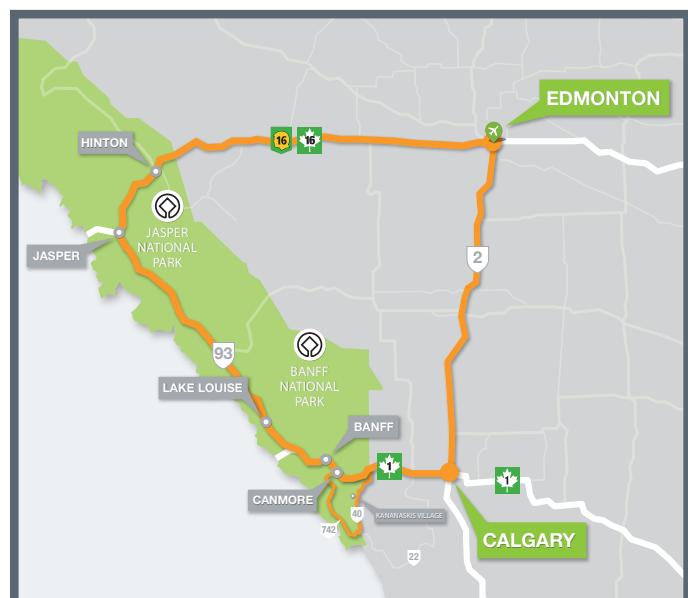 EDMONTON
16
16
HINTON
JASPER
NATIONAL
PARK
JASPER
2
93
BANFF
NATIONAL
PARK
LAKE LOUISE
BANFF
1
1
CANMORE
40
KANANASKIS VILLAGE
742
CALGARY
22